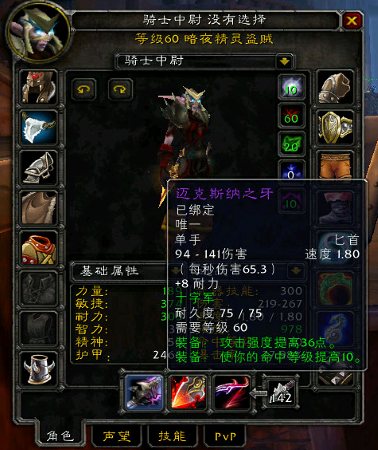 骑士中尉 没有选择
等级60 暗夜精灵盗贼
骑士中尉
10
60
20
0
10
迈克斯纳之牙
已绑定
唯一
单手 匕首
94 - 141伤害 速度 1.80
(每秒伤害65.3)
+8 耐力
十字军
耐久度 75 / 75
需要等级 60
装备：攻击强度提高36点。
装备：使你的命中等级提高10。
基础属性
力量：
敏捷：
耐力：
智力：
精神：
护甲：
300
219-267
978
142
角色
声望
技能
PvP